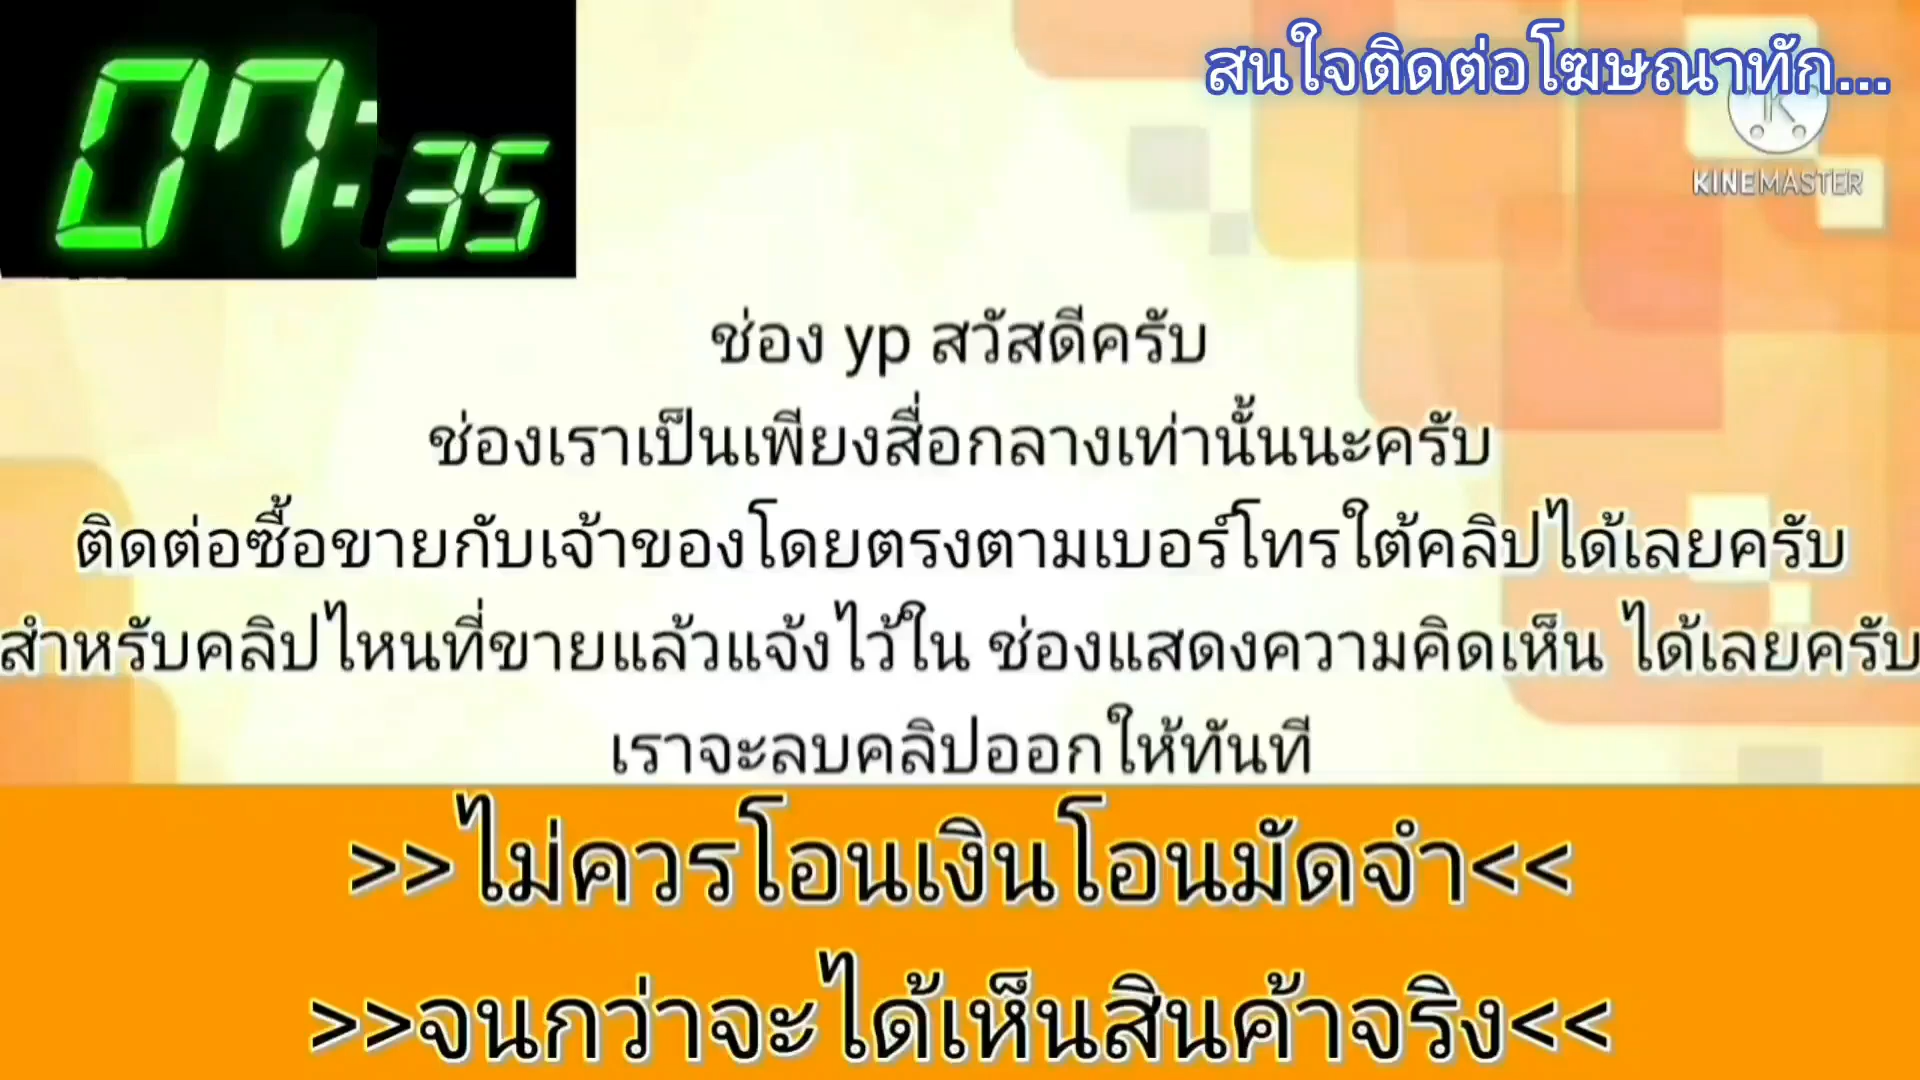 07:35
สนใจติดต่อโฆษณาทัก...
KINEMASTER
ช่อง yp สวัสดีครับ
ช่องเราเป็นเพียงสื่อกลางเท่านั้นนะครับ
ติดต่อซื้อขายกับเจ้าของโดยตรงตามเบอร์โทรใต้คลิปได้เลยครับ
สำหรับคลิปไหนที่ขายแล้วแจ้งไว้ใน ช่องแสดงความคิดเห็น ได้เลยครับ
เราจะลบคลิปออกให้ทันที
>>ไม่ควรโอนเงินโอนมัดจำ<<
>>จนกว่าจะได้เห็นสินค้าจริง<<